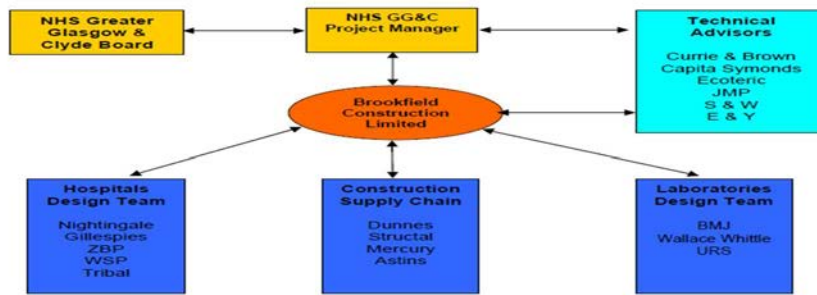 NHS Greater
Glasgow &
Clyde Board
NHS GG&C
Project Manager
Technical
Advisors
Currie & Brown
Capita Symonds
Ecoteric
JMP
S & W
E & Y
Brookfield
Construction
Limited
Hospitals
Design Team
Nightingale
Gillespies
ZBP
WSP
Tribal
Construction
Supply Chain
Dunnes
Structal
Mercury
Astins
Laboratories
Design Team
BMJ
Wallace Whittle
URS